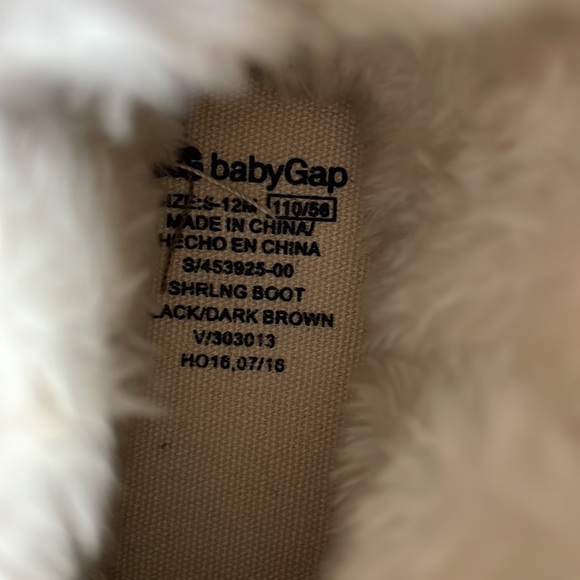 babyGap
SIZE:6-12M 110/56
MADE IN CHINA/
HECHO EN CHINA
S/453925-00
SHRLNG BOOT
LACK/DARK BROWN
V/303013
HO16,07/16